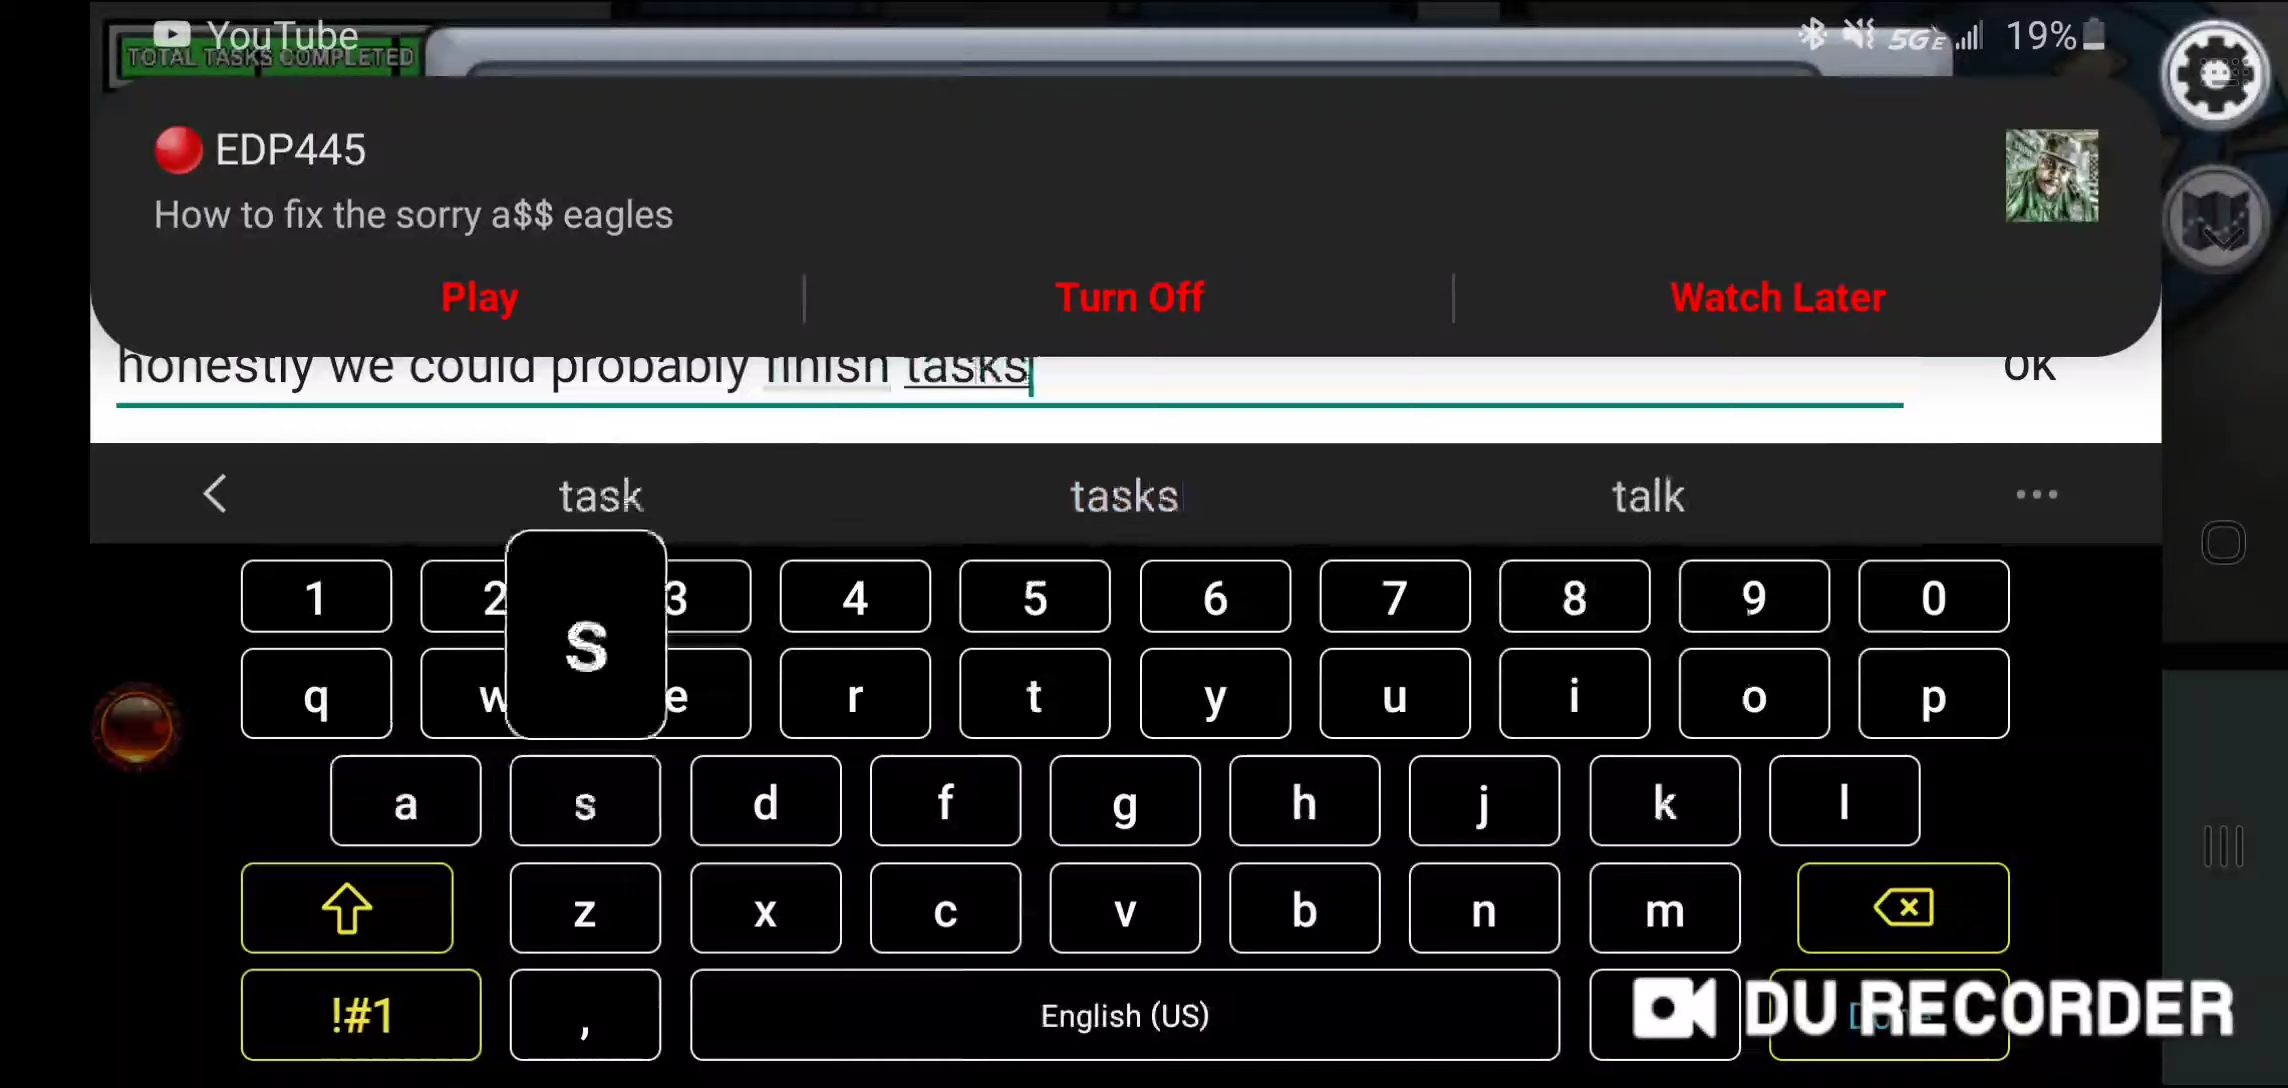 YouTube
19%
TOTAL TASKS COMPLETED
5GE
EDP445
How to fix the sorry a$$ eagles
Play
Turn Off
Watch Later
honestly we could probably finish tasks
OK
task
tasks
talk
1 2 3 4 5 6 7 8 9 0
S
q w e r t y u i o p
a s d f g h j k l
z x c v b n m
!#1 , English (US)
DU RECORDER